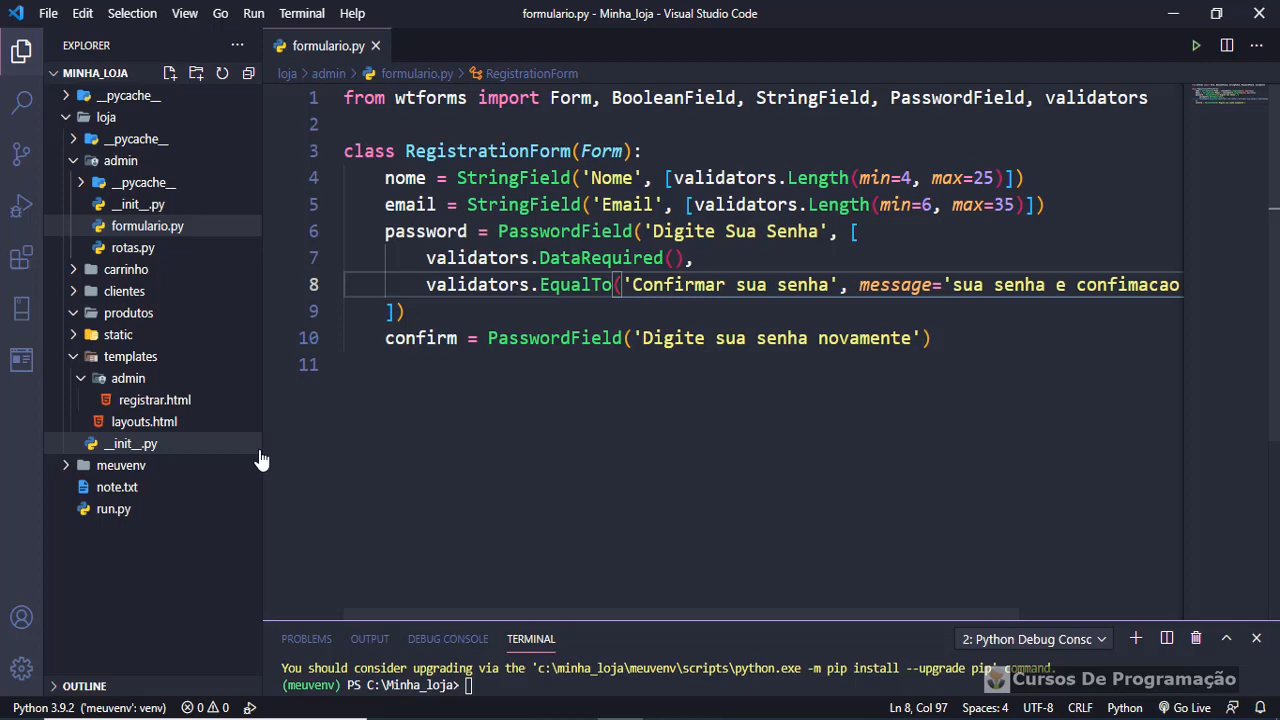 File Edit Selection View Go Run Terminal Help formulario.py - Minha_loja - Visual Studio Code
EXPLORER
formulario.py
MINHA_LOJA
loja admin formulario.py RegistrationForm
__pycache__
loja
__pycache__
admin
__pycache__
__init__.py
formulario.py
rotas.py
carrinho
clientes
produtos
static
templates
admin
registrar.html
layouts.html
__init__.py
meuvenv
note.txt
run.py
OUTLINE
1 from wtforms import Form, BooleanField, StringField, PasswordField, validators
2
3 class RegistrationForm(Form):
4 nome = StringField('Nome', [validators.Length(min=4, max=25)])
5 email = StringField('Email', [validators.Length(min=6, max=35)])
6 password = PasswordField('Digite Sua Senha', [
7 validators.DataRequired(),
8 validators.EqualTo('Confirmar sua senha', message='sua senha e confimacao
9 ])
10 confirm = PasswordField('Digite sua senha novamente')
11
PROBLEMS OUTPUT DEBUG CONSOLE TERMINAL 2: Python Debug Consc
You should consider upgrading via the 'c:\minha_loja\meuvenv\scripts\python.exe -m pip install --upgrade pip' command.
(meuvenv) PS C:\Minha_loja>
Cursos De Programação
Python 3.9.2 ('meuvenv': venv) 0 0 Ln 8, Col 97 Spaces: 4 UTF-8 CRLF Python Go Live